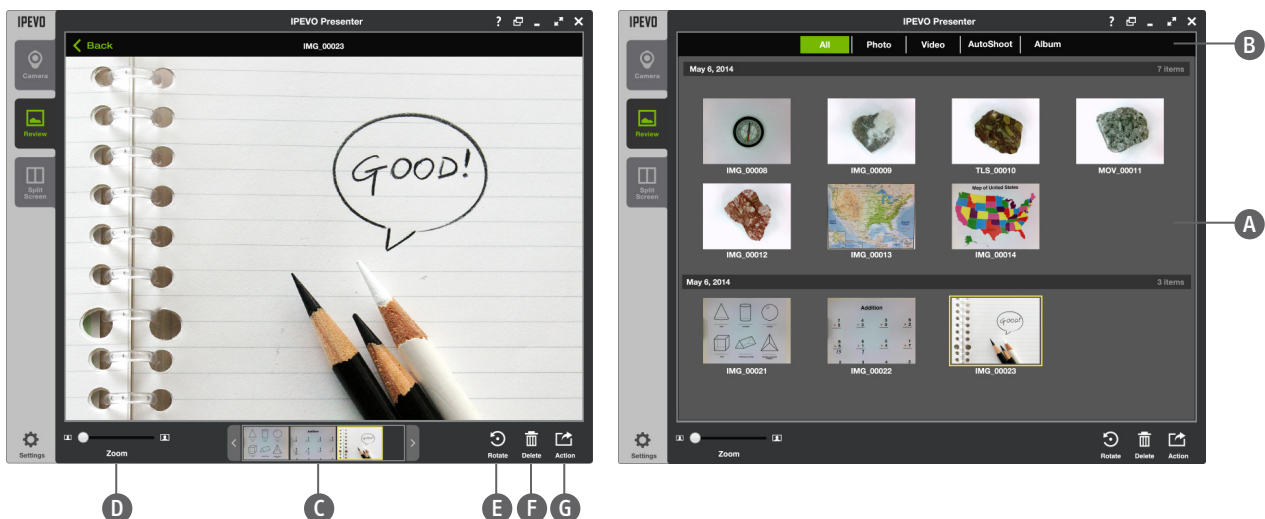 IPEVO
IPEVO Presenter
?
Camera
Review
Split
Screen
Settings
Back
IMG_00023
GOOD!
Addition
Zoom
Rotate
Delete
Action
D
C
E
F
G
IPEVO
IPEVO Presenter
?
Camera
Review
Split
Screen
Settings
All
Photo
Video
AutoShoot
Album
B
May 6, 2014
7 items
IMG_00008
IMG_00009
TLS_00010
MOV_00011
Map of United States
A
IMG_00012
IMG_00013
IMG_00014
May 6, 2014
3 items
Addition
GOOD!
IMG_00021
IMG_00022
IMG_00023
Zoom
Rotate
Delete
Action